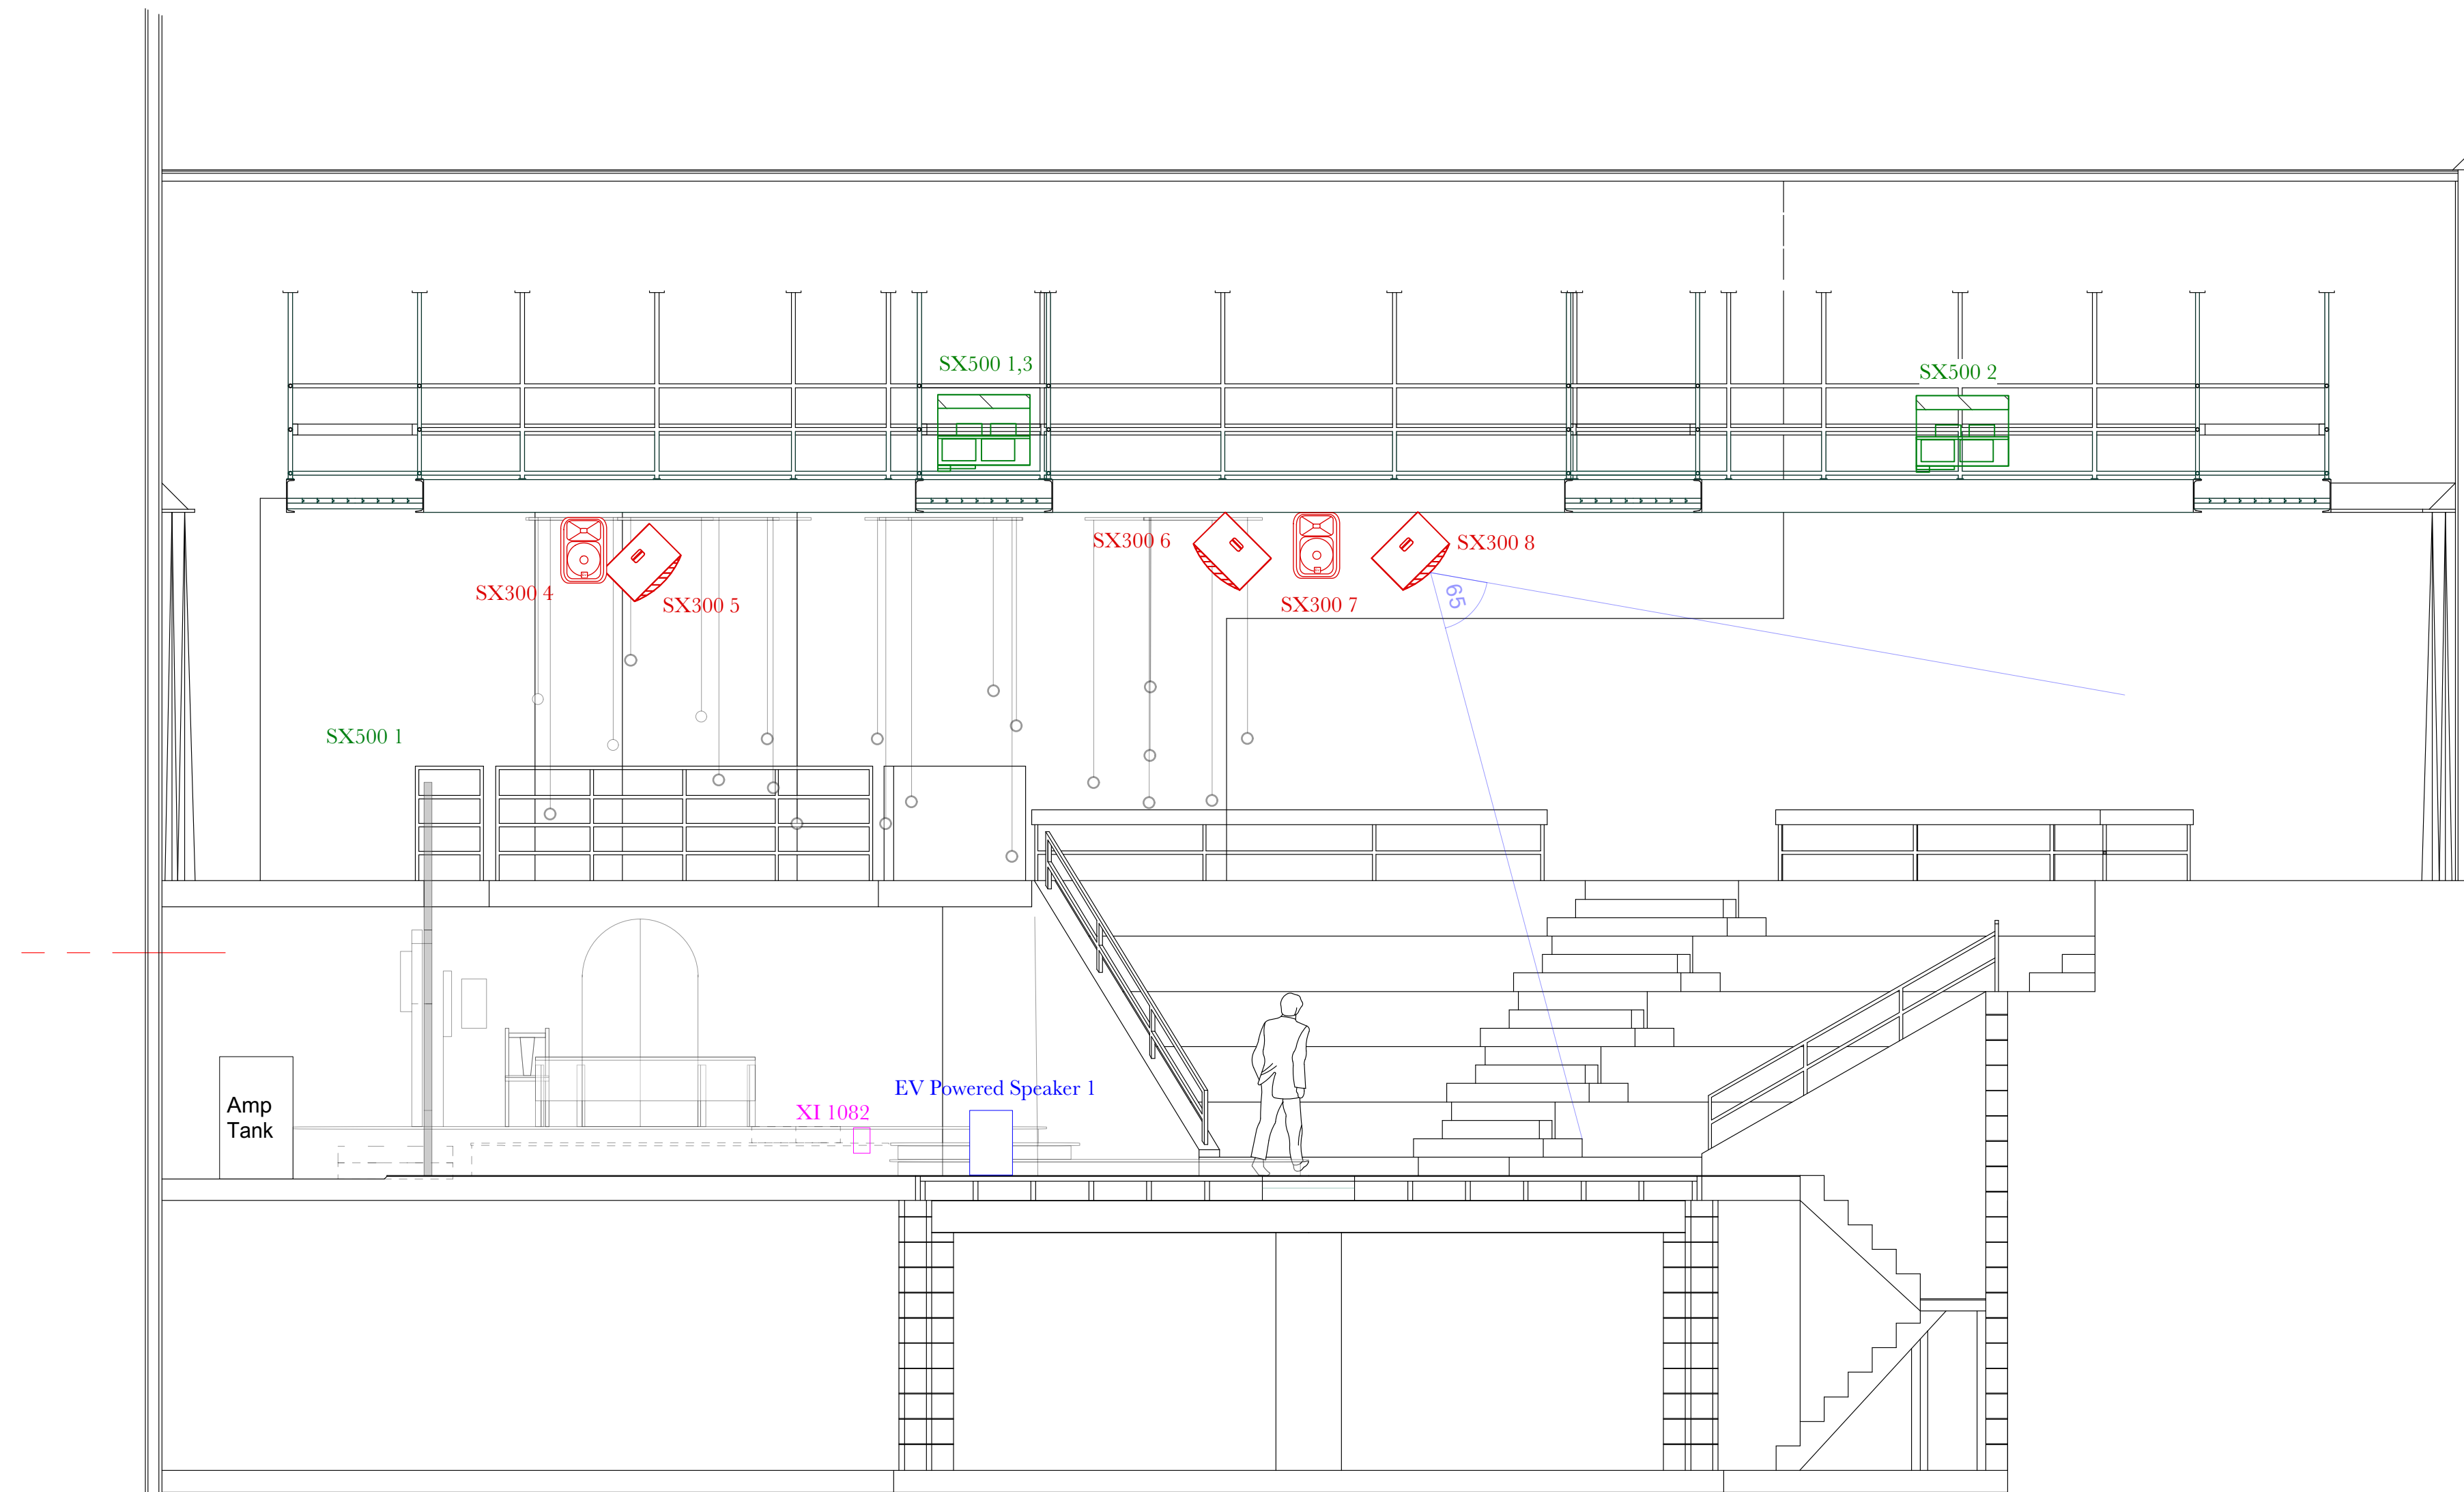 SX500 1,3
SX500 2
SX300 6
SX300 8
SX300 4
SX300 5
SX300 7
65
SX500 1
EV Powered Speaker 1
XI 1082
Amp
Tank